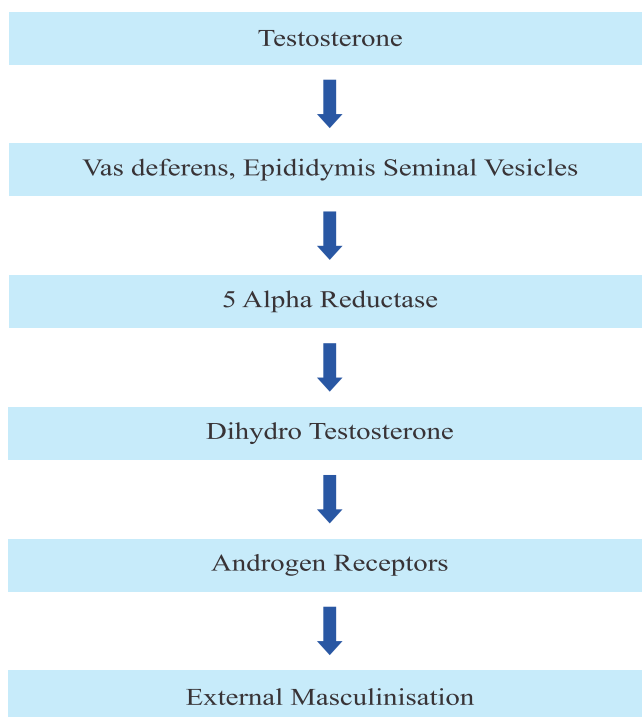 Testosterone
Vas deferens, Epididymis Seminal Vesicles
5 Alpha Reductase
Dihydro Testosterone
Androgen Receptors
External Masculinisation